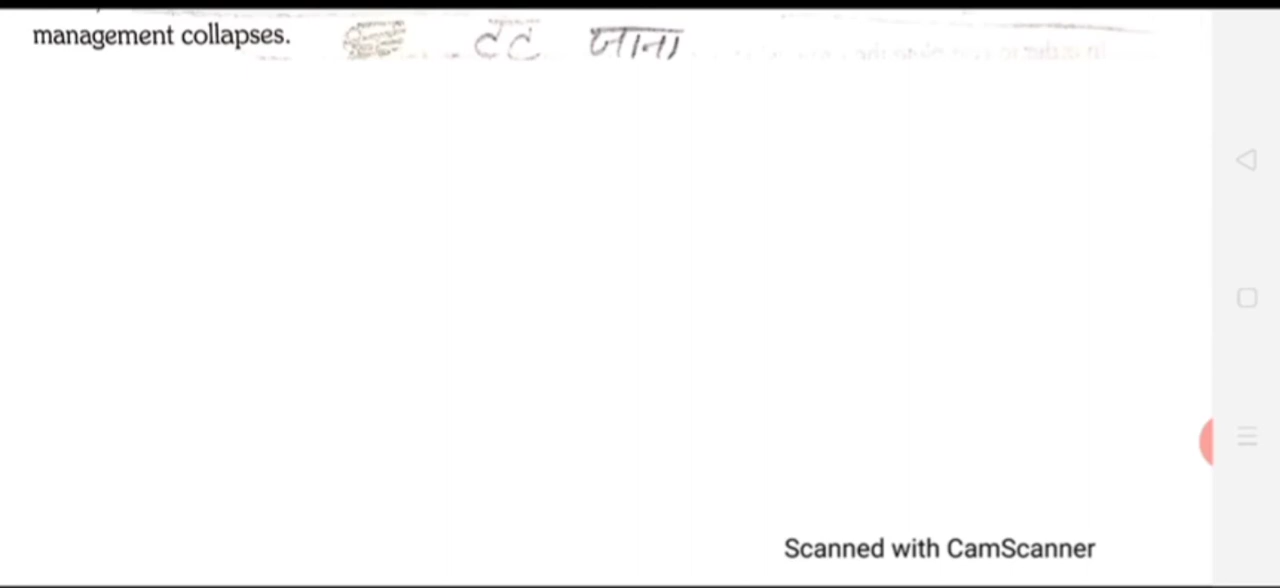 management collapses. टूट जाना
Scanned with CamScanner